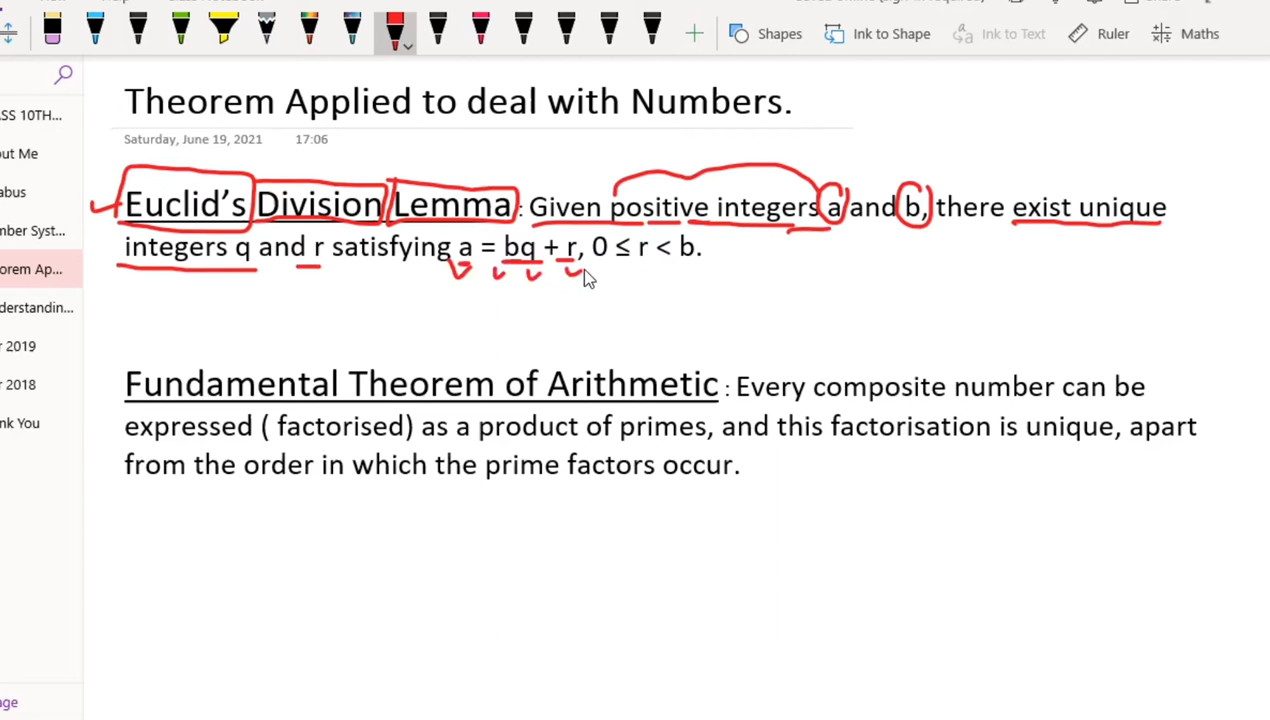 Shapes
Ink to Shape
Ink to Text
Ruler
Maths
ASS 10TH...
out Me
abus
mber Syst...
orem Ap...
derstandin...
r 2019
r 2018
nk You
age
Theorem Applied to deal with Numbers.
Saturday, June 19, 2021 17:06
Euclid's Division Lemma : Given positive integers a and b, there exist unique
integers q and r satisfying a = bq + r, 0 ≤ r < b.
Fundamental Theorem of Arithmetic : Every composite number can be
expressed ( factorised) as a product of primes, and this factorisation is unique, apart
from the order in which the prime factors occur.